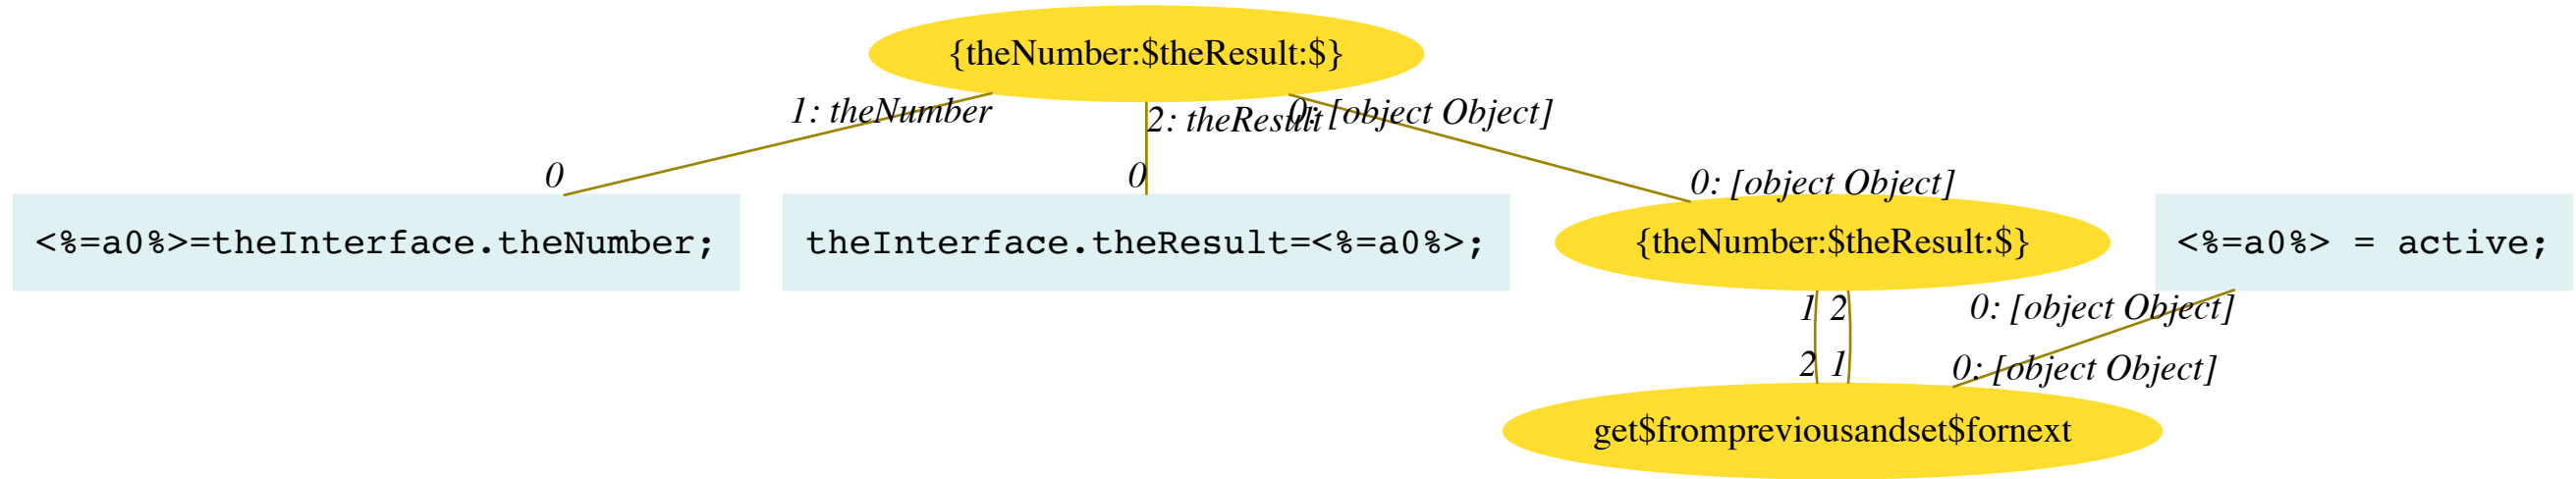 {theNumber:$theResult:$}
1: theNumber
2: theResult
0: [object Object]
0
0
0: [object Object]
<%=a0%>=theInterface.theNumber;
theInterface.theResult=<%=a0%>;
{theNumber:$theResult:$}
<%=a0%> = active;
1
2
0: [object Object]
2
1
0: [object Object]
get$frompreviousandset$fornext